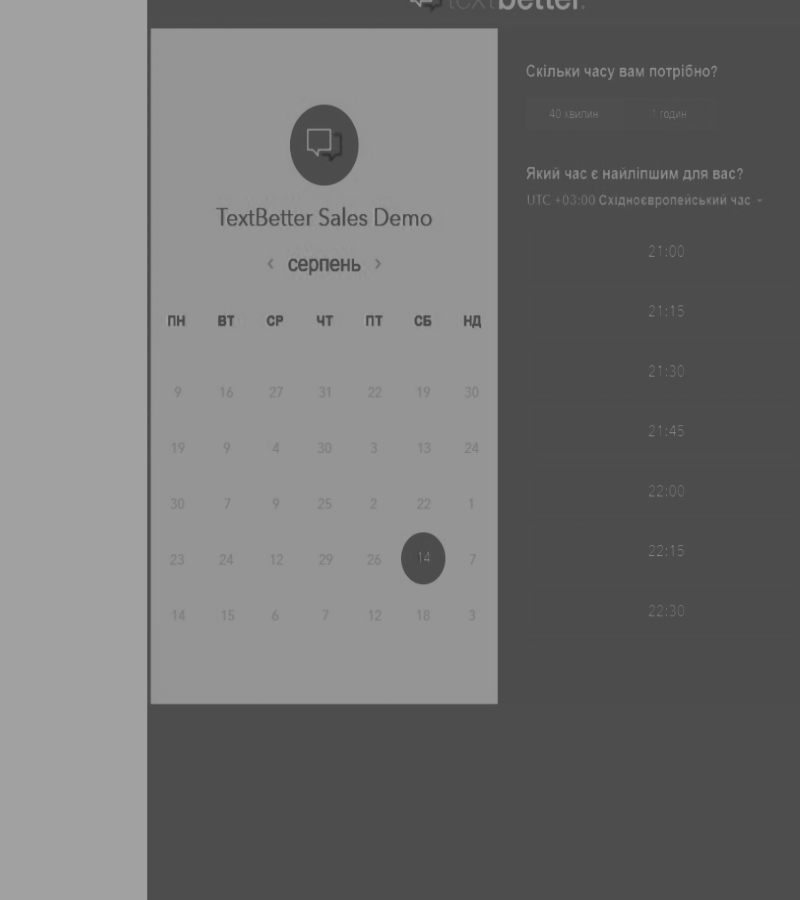 textbetter.
TextBetter Sales Demo
‹ серпень ›
ПН ВТ СР ЧТ ПТ СБ НД
9 16 27 31 22 19 30
19 9 4 30 3 13 24
30 7 9 25 2 22 1
23 24 12 29 26 14 7
14 15 6 7 12 18 3
Скільки часу вам потрібно?
40 хвилин 1 годин
Який час є найліпшим для вас?
UTC +03:00 Східноєвропейський час
21:00
21:15
21:30
21:45
22:00
22:15
22:30